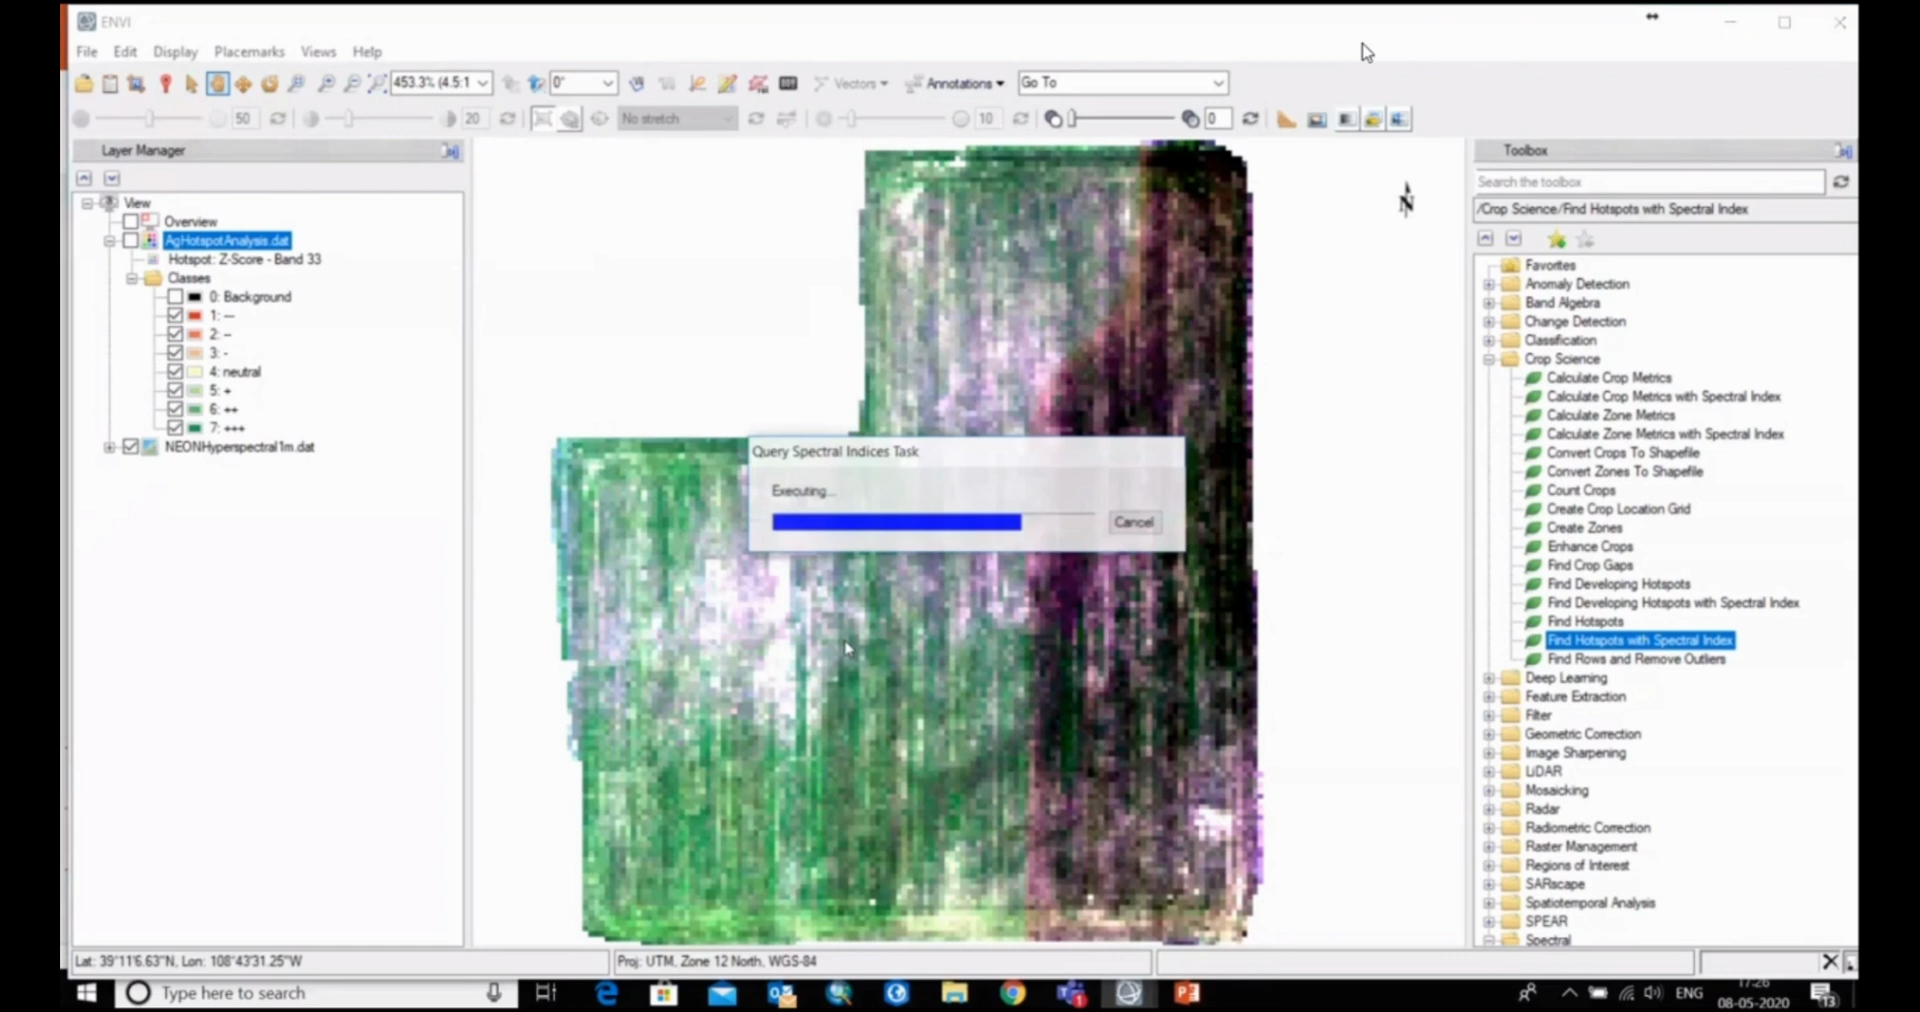 ENVI
File Edit Display Placemarks Views Help
453.3% (4.5:1 0° Vectors Annotations Go To
50 20 No stretch 10 0
Layer Manager
View
Overview
AgHotspotAnalysis.dat
Hotspot: Z-Score - Band 33
Classes
0: Background
1: ---
2: --
3: -
4: neutral
5: +
6: ++
7: +++
NEONHyperspectral1m.dat
N
Query Spectral Indices Task
Executing...
Cancel
Toolbox
Search the toolbox
/Crop Science/Find Hotspots with Spectral Index
Favorites
Anomaly Detection
Band Algebra
Change Detection
Classification
Crop Science
Calculate Crop Metrics
Calculate Crop Metrics with Spectral Index
Calculate Zone Metrics
Calculate Zone Metrics with Spectral Index
Convert Crops To Shapefile
Convert Zones To Shapefile
Count Crops
Create Crop Location Grid
Create Zones
Enhance Crops
Find Crop Gaps
Find Developing Hotspots
Find Developing Hotspots with Spectral Index
Find Hotspots
Find Hotspots with Spectral Index
Find Rows and Remove Outliers
Deep Learning
Feature Extraction
Filter
Geometric Correction
Image Sharpening
LiDAR
Mosaicking
Radar
Radiometric Correction
Raster Management
Regions of Interest
SARscape
Spatiotemporal Analysis
SPEAR
Spectral
Lat: 39°11'6.63"N, Lon: 108°43'31.25"W
Proj: UTM, Zone 12 North, WGS-84
Type here to search
ENG
17:26
08-05-2020
13